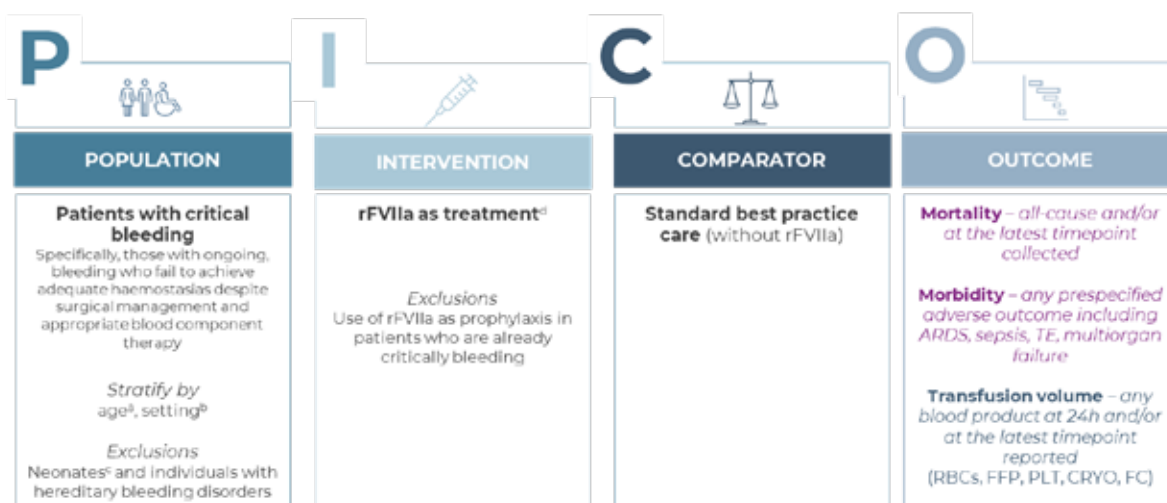 P
POPULATION
Patients with critical
bleeding
Specifically, those with ongoing,
bleeding who fail to achieve
adequate haemostasias despite
surgical management and
appropriate blood component
therapy
Stratify by
ageᵃ, settingᵇ
Exclusions
Neonatesᶜ and individuals with
hereditary bleeding disorders
I
INTERVENTION
rFVIIa as treatmentᵈ
Exclusions
Use of rFVIIa as prophylaxis in
patients who are already
critically bleeding
C
COMPARATOR
Standard best practice
care (without rFVIIa)
O
OUTCOME
Mortality – all-cause and/or
at the latest timepoint
collected
Morbidity – any prespecified
adverse outcome including
ARDS, sepsis, TE, multiorgan
failure
Transfusion volume – any
blood product at 24h and/or
at the latest timepoint
reported
(RBCs, FFP, PLT, CRYO, FC)